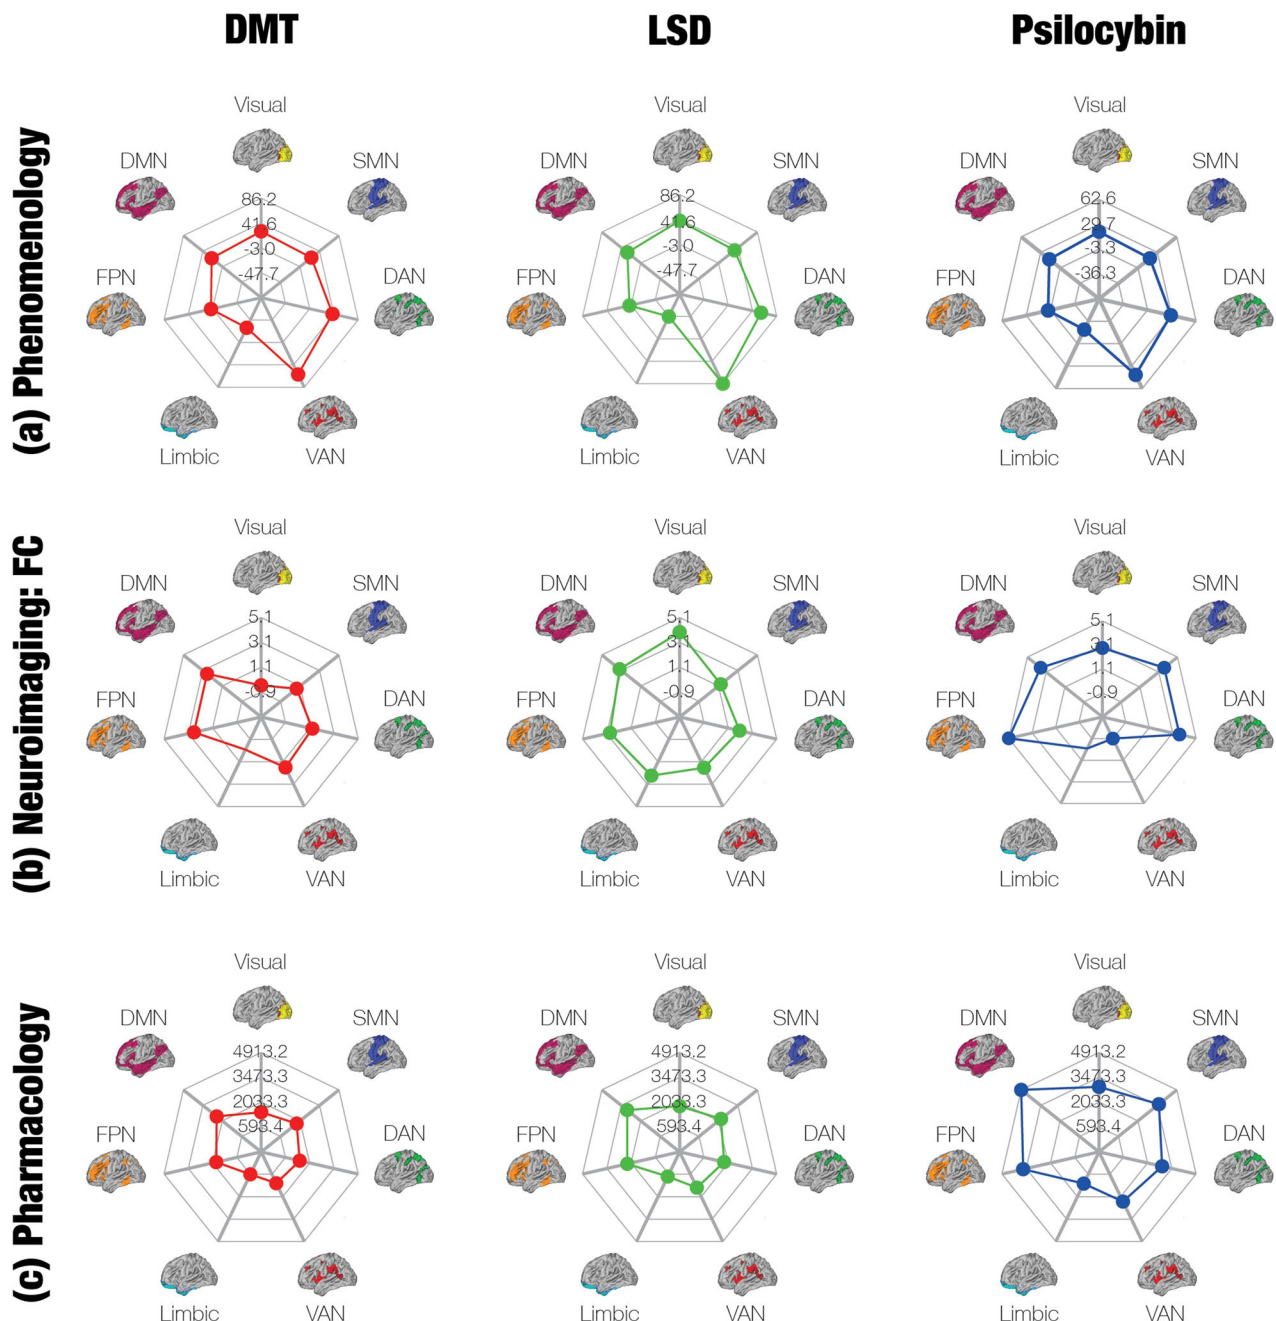 DMT LSD Psilocybin
(a) Phenomenology
Visual Visual Visual
DMN SMN DMN SMN DMN SMN
86.2 86.2 62.6
41.6 41.6 29.7
-3.0 -3.0 -3.3
-47.7 -47.7 -36.3
FPN DAN FPN DAN FPN DAN
Limbic VAN Limbic VAN Limbic VAN
(b) Neuroimaging: FC
Visual Visual Visual
DMN SMN DMN SMN DMN SMN
5.1 5.1 5.1
3.1 3.1 3.1
1.1 1.1 1.1
-0.9 -0.9 -0.9
FPN DAN FPN DAN FPN DAN
Limbic VAN Limbic VAN Limbic VAN
(c) Pharmacology
Visual Visual Visual
DMN SMN DMN SMN DMN SMN
4913.2 4913.2 4913.2
3473.3 3473.3 3473.3
2033.3 2033.3 2033.3
593.4 593.4 593.4
FPN DAN FPN DAN FPN DAN
Limbic VAN Limbic VAN Limbic VAN